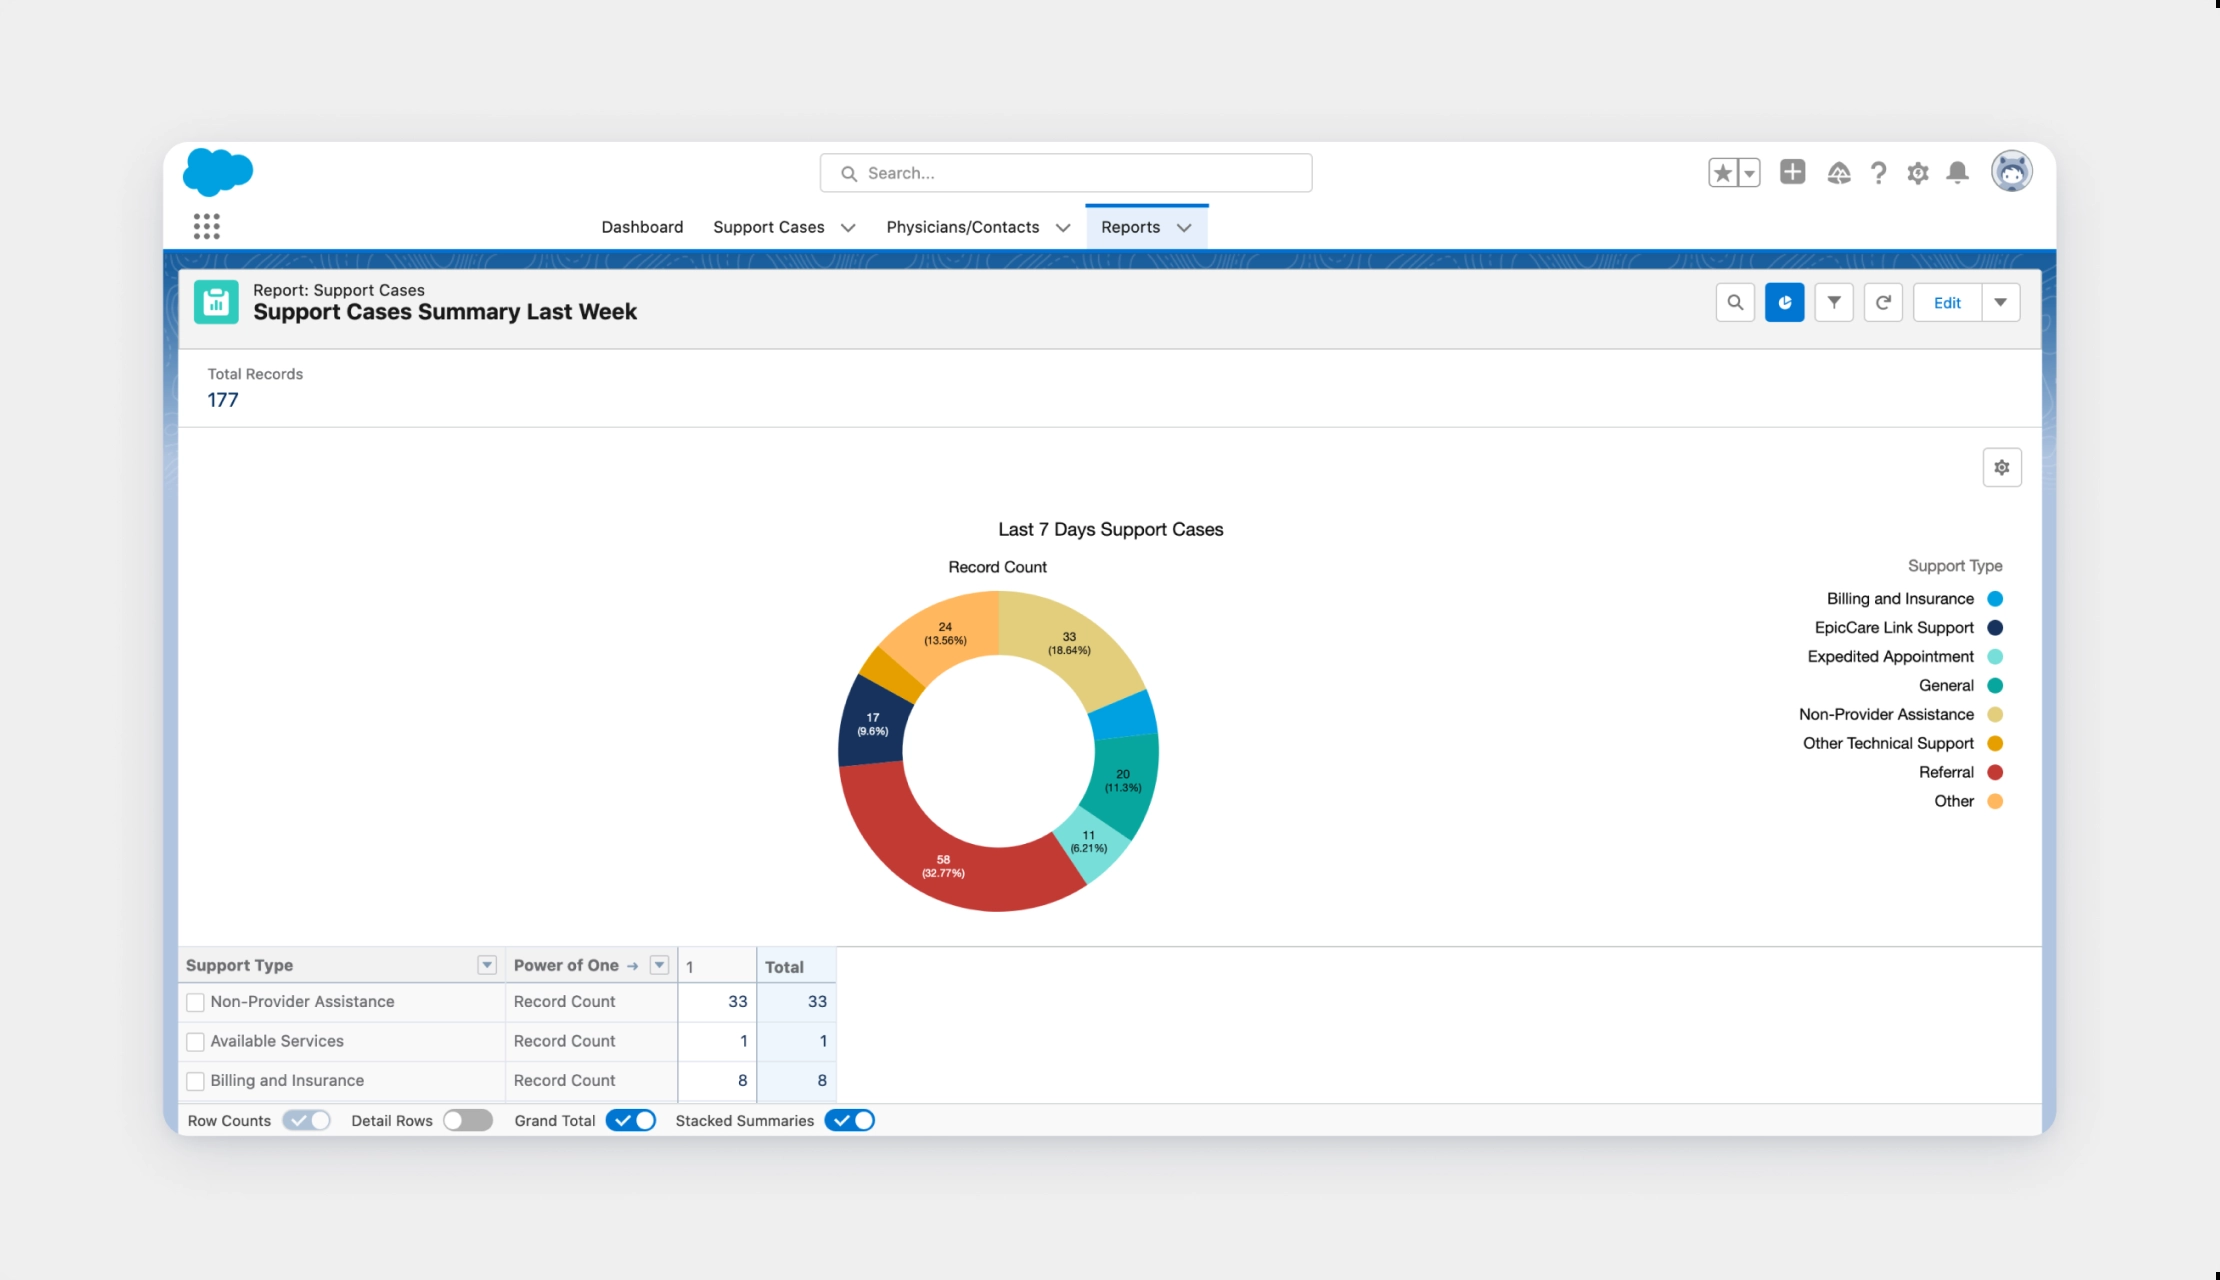 Search...
Dashboard Support Cases Physicians/Contacts Reports
Report: Support Cases
Support Cases Summary Last Week
Edit
Total Records
177
Last 7 Days Support Cases
Record Count
24
(13.56%)
33
(18.64%)
17
(9.6%)
20
(11.3%)
11
(6.21%)
58
(32.77%)
Support Type
Billing and Insurance
EpicCare Link Support
Expedited Appointment
General
Non-Provider Assistance
Other Technical Support
Referral
Other
Support Type Power of One → 1 Total
Non-Provider Assistance Record Count 33 33
Available Services Record Count 1 1
Billing and Insurance Record Count 8 8
Row Counts Detail Rows Grand Total Stacked Summaries